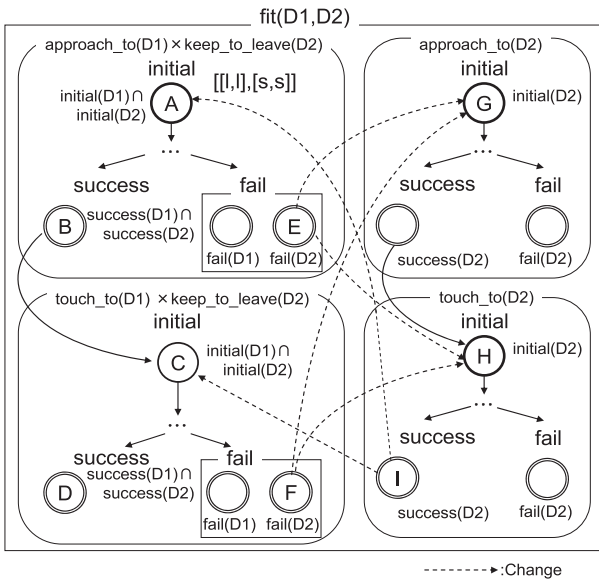 fit(D1,D2)
approach_to(D1) × keep_to_leave(D2)
initial
[[l,l],[s,s]]
initial(D1)∩
initial(D2)
A
...
success
fail
B
success(D1)∩
success(D2)
E
fail(D1)
fail(D2)
approach_to(D2)
initial
G
initial(D2)
...
success
fail
success(D2)
fail(D2)
touch_to(D1) × keep_to_leave(D2)
initial
C
initial(D1)∩
initial(D2)
...
success
fail
success(D1)∩
success(D2)
D
F
fail(D1)
fail(D2)
touch_to(D2)
initial
H
initial(D2)
...
success
fail
I
success(D2)
fail(D2)
:Change